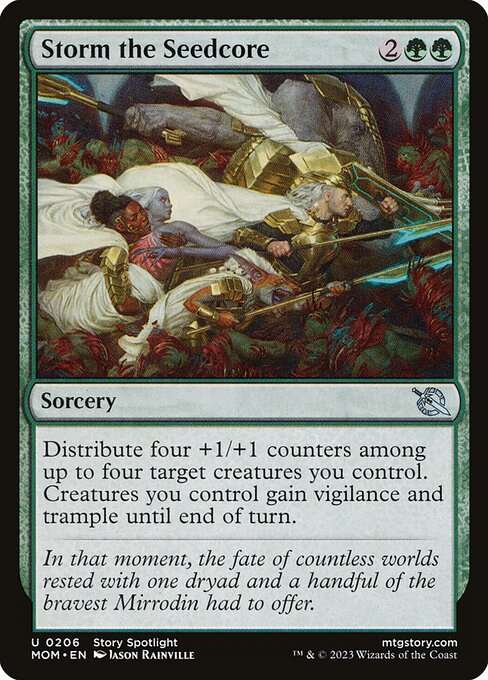 Storm the Seedcore 2
Sorcery
Distribute four +1/+1 counters among
up to four target creatures you control.
Creatures you control gain vigilance and
trample until end of turn.
In that moment, the fate of countless worlds
rested with one dryad and a handful of the
bravest Mirrodin had to offer.
U 0206 Story Spotlight mtgstory.com
MOM • EN Jason Rainville ™ & © 2023 Wizards of the Coast